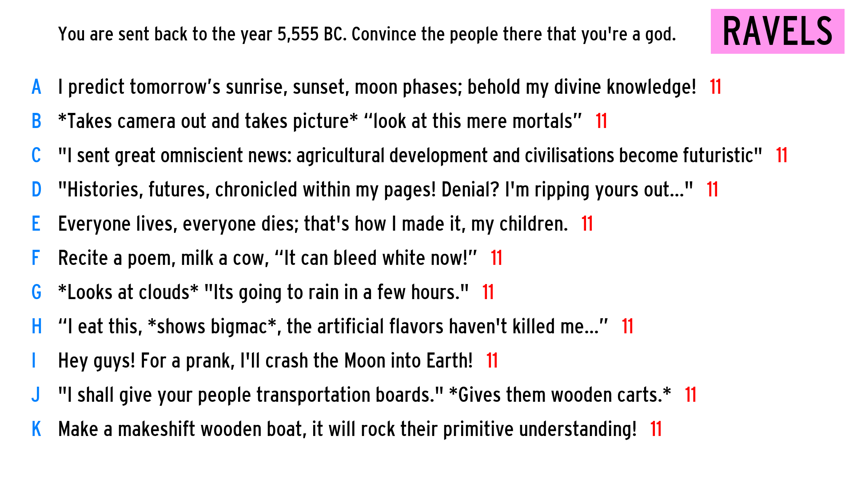 You are sent back to the year 5,555 BC. Convince the people there that you're a god.
RAVELS
A I predict tomorrow’s sunrise, sunset, moon phases; behold my divine knowledge! 11
B *Takes camera out and takes picture* “look at this mere mortals” 11
C "I sent great omniscient news: agricultural development and civilisations become futuristic" 11
D "Histories, futures, chronicled within my pages! Denial? I'm ripping yours out..." 11
E Everyone lives, everyone dies; that's how I made it, my children. 11
F Recite a poem, milk a cow, “It can bleed white now!” 11
G *Looks at clouds* "Its going to rain in a few hours." 11
H “I eat this, *shows bigmac*, the artificial flavors haven't killed me...” 11
I Hey guys! For a prank, I'll crash the Moon into Earth! 11
J "I shall give your people transportation boards." *Gives them wooden carts.* 11
K Make a makeshift wooden boat, it will rock their primitive understanding! 11